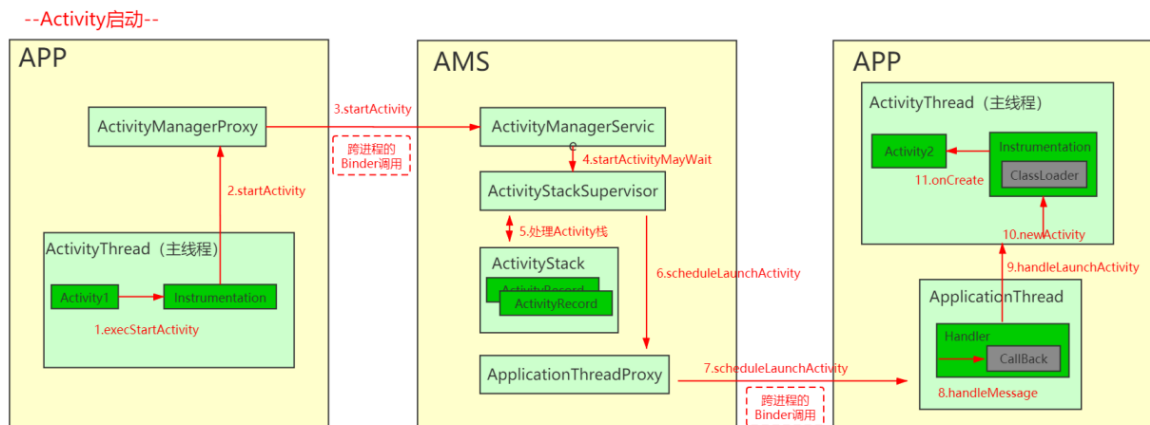 --Activity启动--
APP
ActivityManagerProxy
2.startActivity
ActivityThread（主线程）
Activity1
Instrumentation
1.execStartActivity
3.startActivity
跨进程的
Binder调用
AMS
ActivityManagerServic
4.startActivityMayWait
ActivityStackSupervisor
5.处理Activity栈
ActivityStack
ActivityRecord
ActivityRecord
6.scheduleLaunchActivity
ApplicationThreadProxy
7.scheduleLaunchActivity
跨进程的
Binder调用
APP
ActivityThread（主线程）
Activity2
Instrumentation
ClassLoader
11.onCreate
10.newActivity
9.handleLaunchActivity
ApplicationThread
Handler
CallBack
8.handleMessage